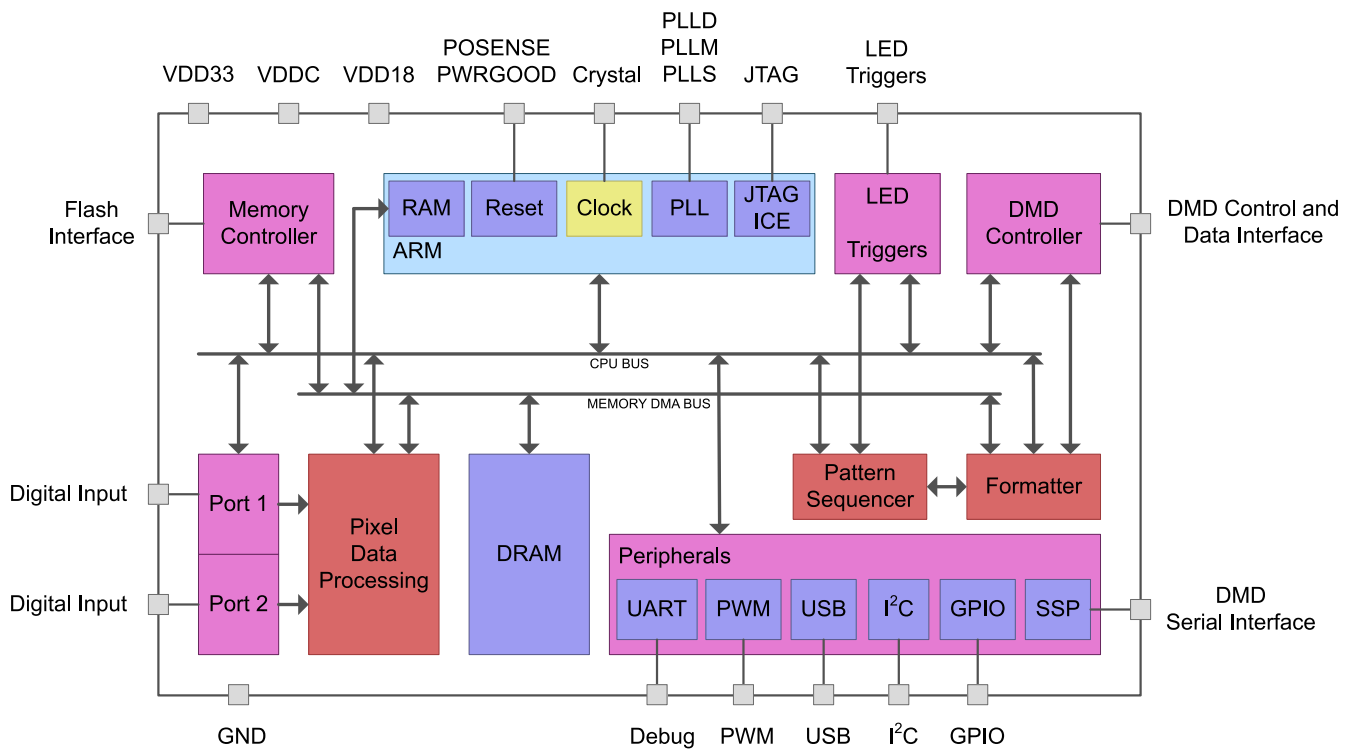 PLLD
PLLM
PLLS
POSENSE
PWRGOOD
LED
Triggers
VDD33
VDDC
VDD18
Crystal
JTAG
Flash
Interface
Memory
Controller
RAM
Reset
Clock
PLL
JTAG
ICE
ARM
LED
Triggers
DMD
Controller
DMD Control and
Data Interface
CPU BUS
MEMORY DMA BUS
Digital Input
Port 1
Digital Input
Port 2
Pixel
Data
Processing
DRAM
Pattern
Sequencer
Formatter
Peripherals
UART
PWM
USB
I²C
GPIO
SSP
DMD
Serial Interface
GND
Debug
PWM
USB
I²C
GPIO